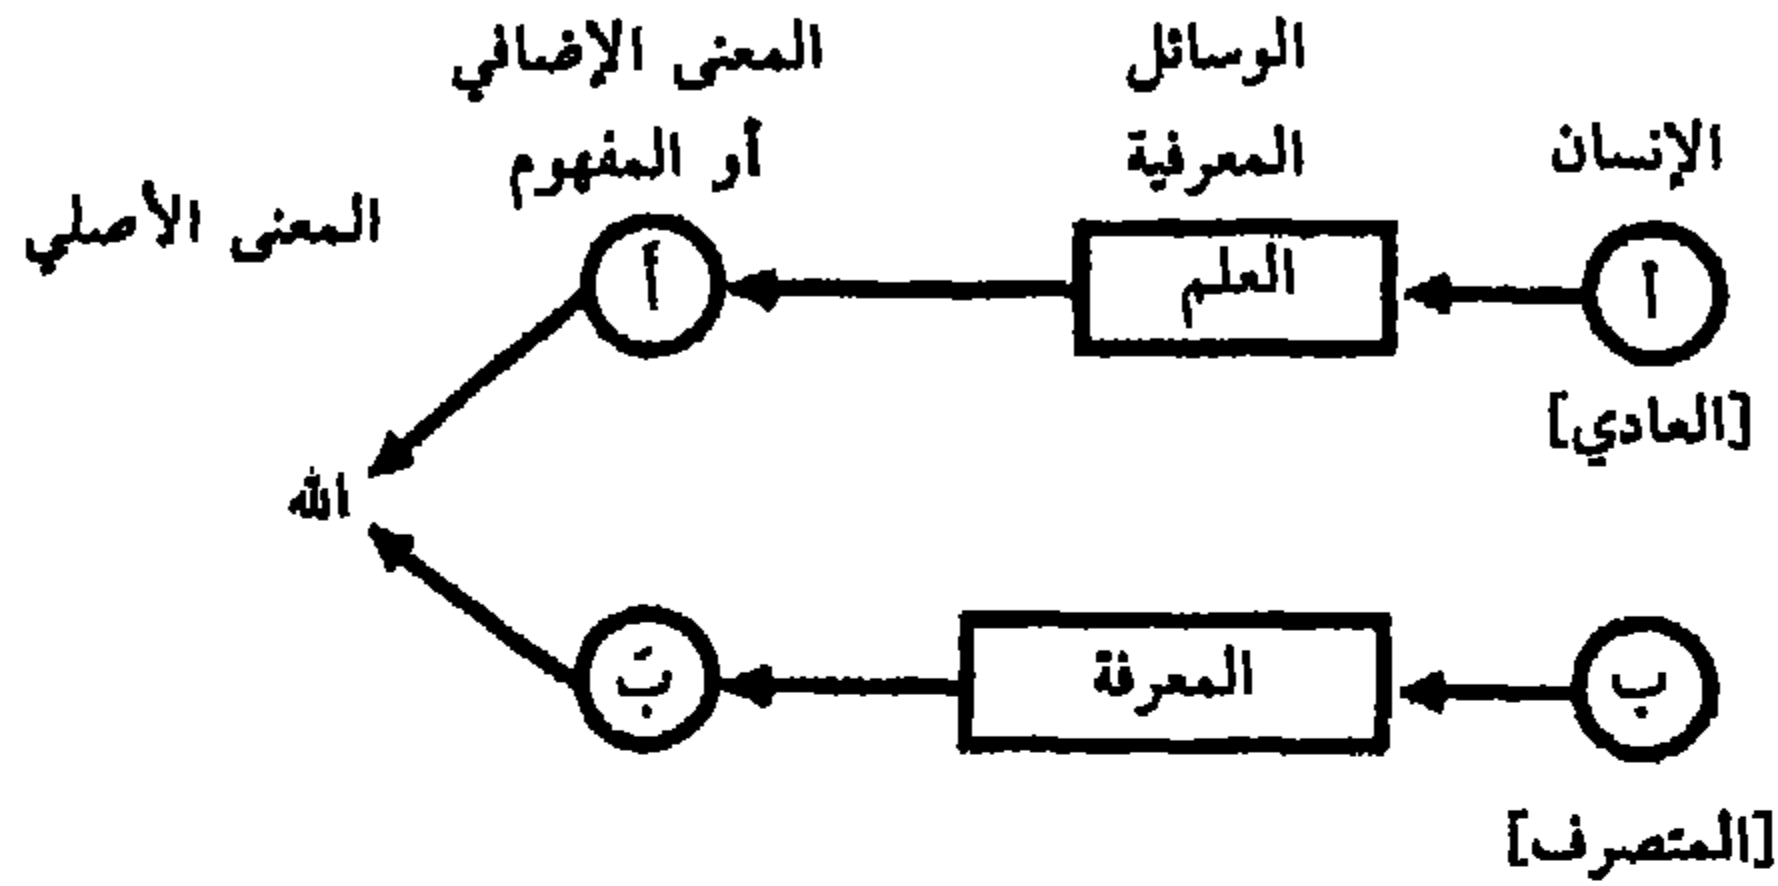 الوسائل
المعنى الإضافي
الإنسان
المعرفية
أو المفهوم
المعنى الأصلي
ا
العلم
أَ
[العادي]
الله
ب
المعرفة
بَ
[المتصرف]